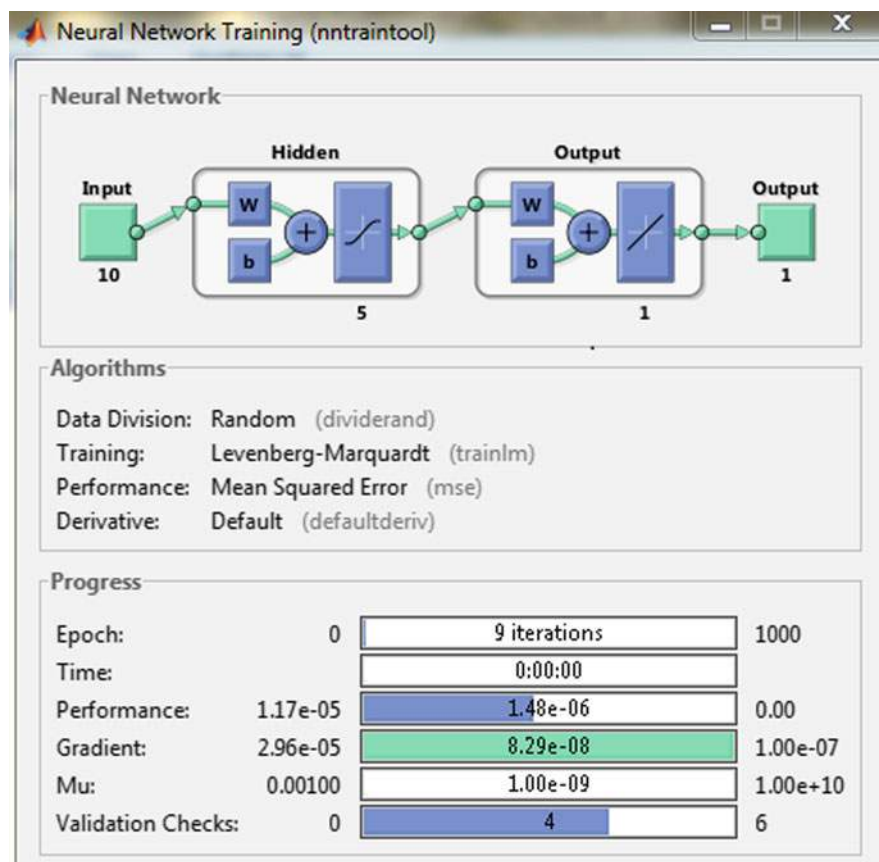 Neural Network Training (nntraintool)
Neural Network
Hidden
Output
Input
W
b
+
W
b
+
Output
10
5
1
1
Algorithms
Data Division: Random (dividerand)
Training: Levenberg-Marquardt (trainlm)
Performance: Mean Squared Error (mse)
Derivative: Default (defaultderiv)
Progress
Epoch: 0 9 iterations 1000
Time: 0:00:00
Performance: 1.17e-05 1.48e-06 0.00
Gradient: 2.96e-05 8.29e-08 1.00e-07
Mu: 0.00100 1.00e-09 1.00e+10
Validation Checks: 0 4 6